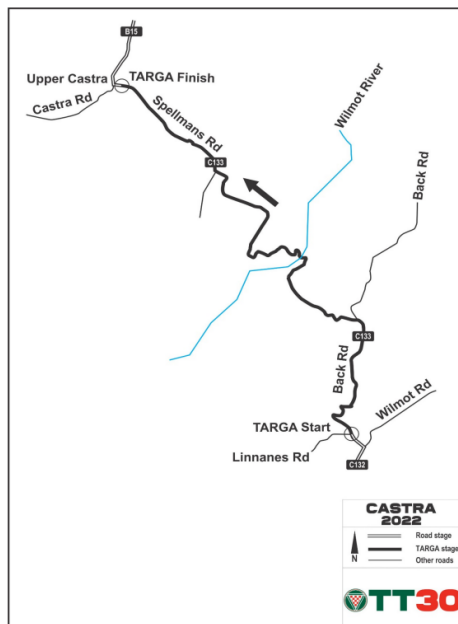 B15
Upper Castra
TARGA Finish
Castra Rd
Spellmans Rd
Wilmot River
C133
Back Rd
C133
Back Rd
Wilmot Rd
TARGA Start
Linnanes Rd
C132
CASTRA
2022
Road stage
TARGA stage
Other roads
N
TT30